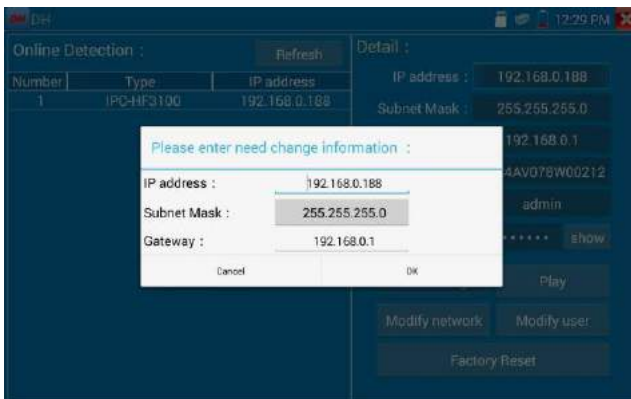 DH
12:29 PM
Online Detection :
Refresh
Number Type IP address
1 IPC-HF3100 192.168.0.188
Detail :
IP address : 192.168.0.188
Subnet Mask : 255.255.255.0
192.168.0.1
4AV078W00212
admin
show
Play
Modify network Modify user
Factory Reset
Please enter need change information :
IP address : 192.168.0.188
Subnet Mask : 255.255.255.0
Gateway : 192.168.0.1
Cancel OK